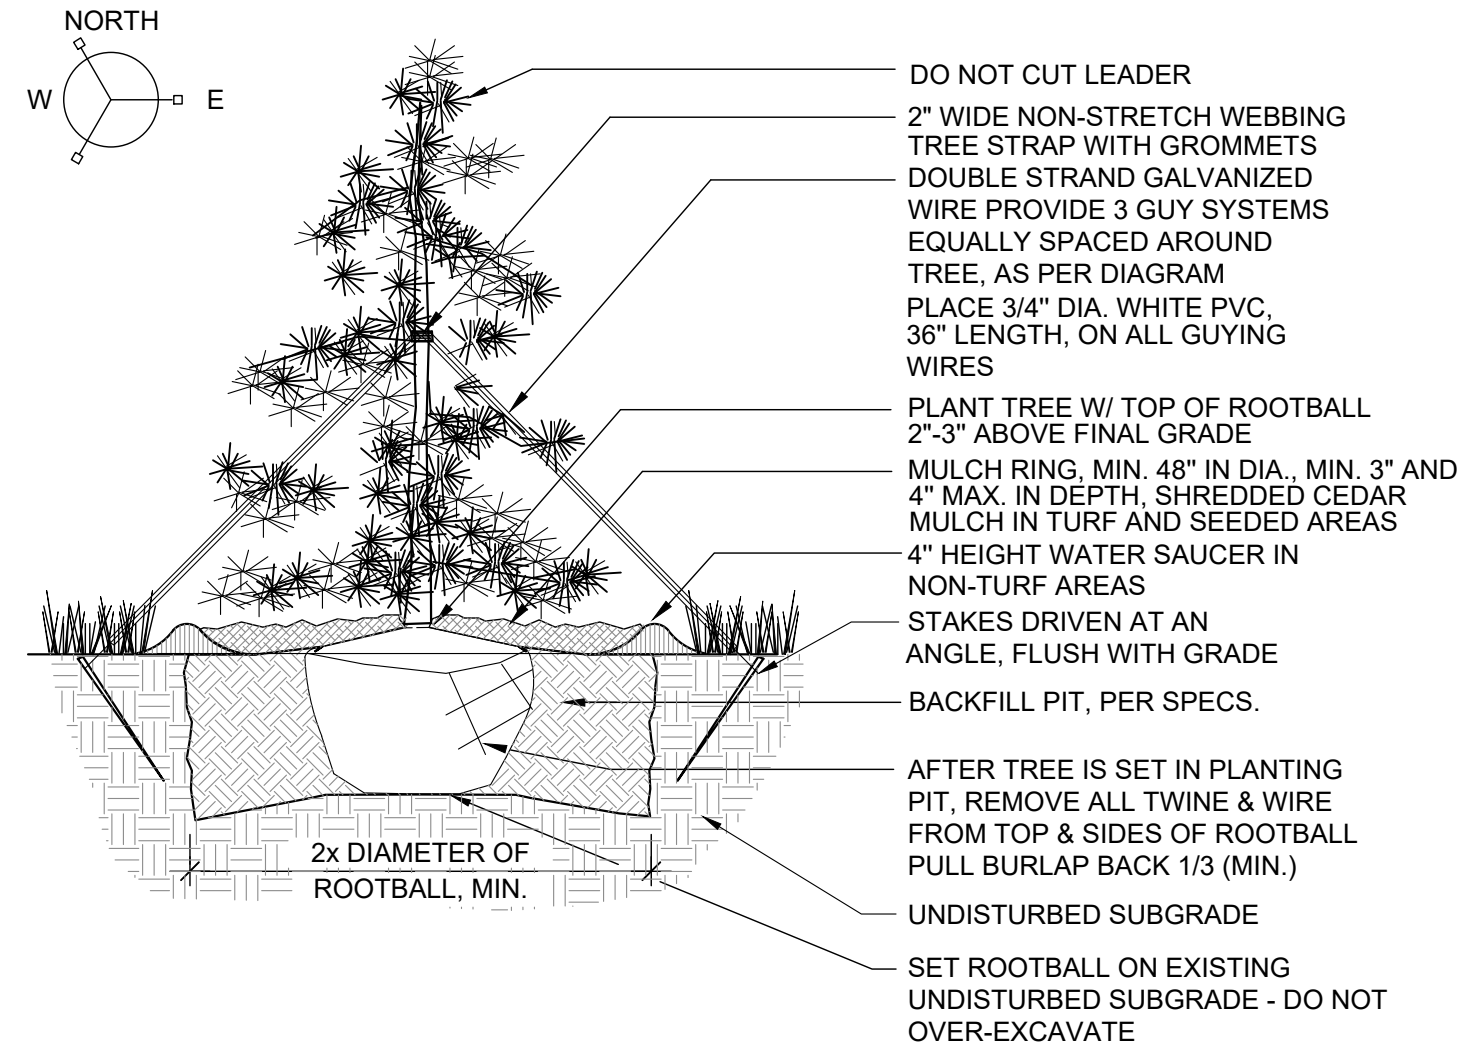 NORTH
W E
DO NOT CUT LEADER
2" WIDE NON-STRETCH WEBBING
TREE STRAP WITH GROMMETS
DOUBLE STRAND GALVANIZED
WIRE PROVIDE 3 GUY SYSTEMS
EQUALLY SPACED AROUND
TREE, AS PER DIAGRAM
PLACE 3/4" DIA. WHITE PVC,
36" LENGTH, ON ALL GUYING
WIRES
PLANT TREE W/ TOP OF ROOTBALL
2"-3" ABOVE FINAL GRADE
MULCH RING, MIN. 48" IN DIA., MIN. 3" AND
4" MAX. IN DEPTH, SHREDDED CEDAR
MULCH IN TURF AND SEEDED AREAS
4" HEIGHT WATER SAUCER IN
NON-TURF AREAS
STAKES DRIVEN AT AN
ANGLE, FLUSH WITH GRADE
BACKFILL PIT, PER SPECS.
AFTER TREE IS SET IN PLANTING
PIT, REMOVE ALL TWINE & WIRE
FROM TOP & SIDES OF ROOTBALL
PULL BURLAP BACK 1/3 (MIN.)
UNDISTURBED SUBGRADE
SET ROOTBALL ON EXISTING
UNDISTURBED SUBGRADE - DO NOT
OVER-EXCAVATE
2x DIAMETER OF
ROOTBALL, MIN.